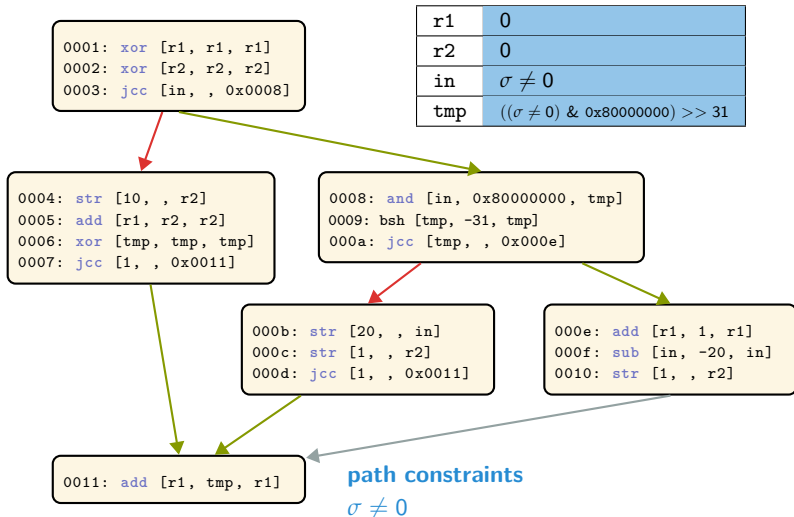 0001: xor [r1, r1, r1]
0002: xor [r2, r2, r2]
0003: jcc [in, , 0x0008]
r1 0
r2 0
in σ ≠ 0
tmp ((σ ≠ 0) & 0x80000000) >> 31
0004: str [10, , r2]
0005: add [r1, r2, r2]
0006: xor [tmp, tmp, tmp]
0007: jcc [1, , 0x0011]
0008: and [in, 0x80000000, tmp]
0009: bsh [tmp, -31, tmp]
000a: jcc [tmp, , 0x000e]
000b: str [20, , in]
000c: str [1, , r2]
000d: jcc [1, , 0x0011]
000e: add [r1, 1, r1]
000f: sub [in, -20, in]
0010: str [1, , r2]
0011: add [r1, tmp, r1]
path constraints
σ ≠ 0